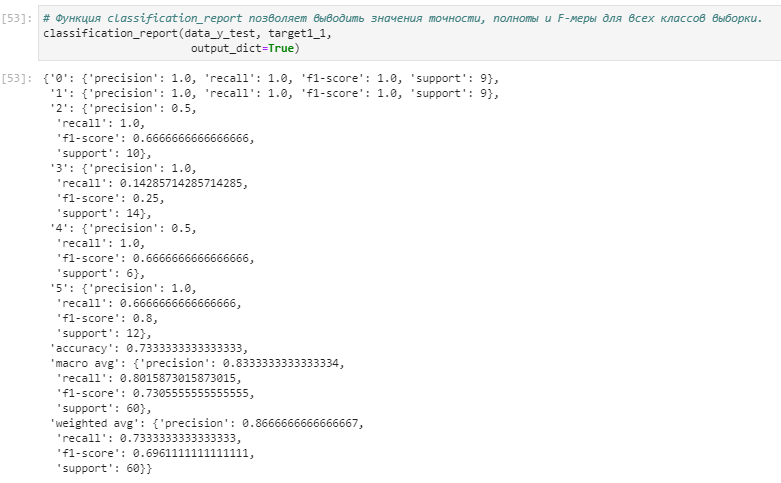 [53]: # Функция classification_report позволяет выводить значения точности, полноты и F-меры для всех классов выборки.
classification_report(data_y_test, target1_1,
output_dict=True)
[53]: {'0': {'precision': 1.0, 'recall': 1.0, 'f1-score': 1.0, 'support': 9},
'1': {'precision': 1.0, 'recall': 1.0, 'f1-score': 1.0, 'support': 9},
'2': {'precision': 0.5,
'recall': 1.0,
'f1-score': 0.6666666666666666,
'support': 10},
'3': {'precision': 1.0,
'recall': 0.14285714285714285,
'f1-score': 0.25,
'support': 14},
'4': {'precision': 0.5,
'recall': 1.0,
'f1-score': 0.6666666666666666,
'support': 6},
'5': {'precision': 1.0,
'recall': 0.6666666666666666,
'f1-score': 0.8,
'support': 12},
'accuracy': 0.7333333333333333,
'macro avg': {'precision': 0.8333333333333334,
'recall': 0.8015873015873015,
'f1-score': 0.7305555555555555,
'support': 60},
'weighted avg': {'precision': 0.8666666666666667,
'recall': 0.7333333333333333,
'f1-score': 0.6961111111111111,
'support': 60}}